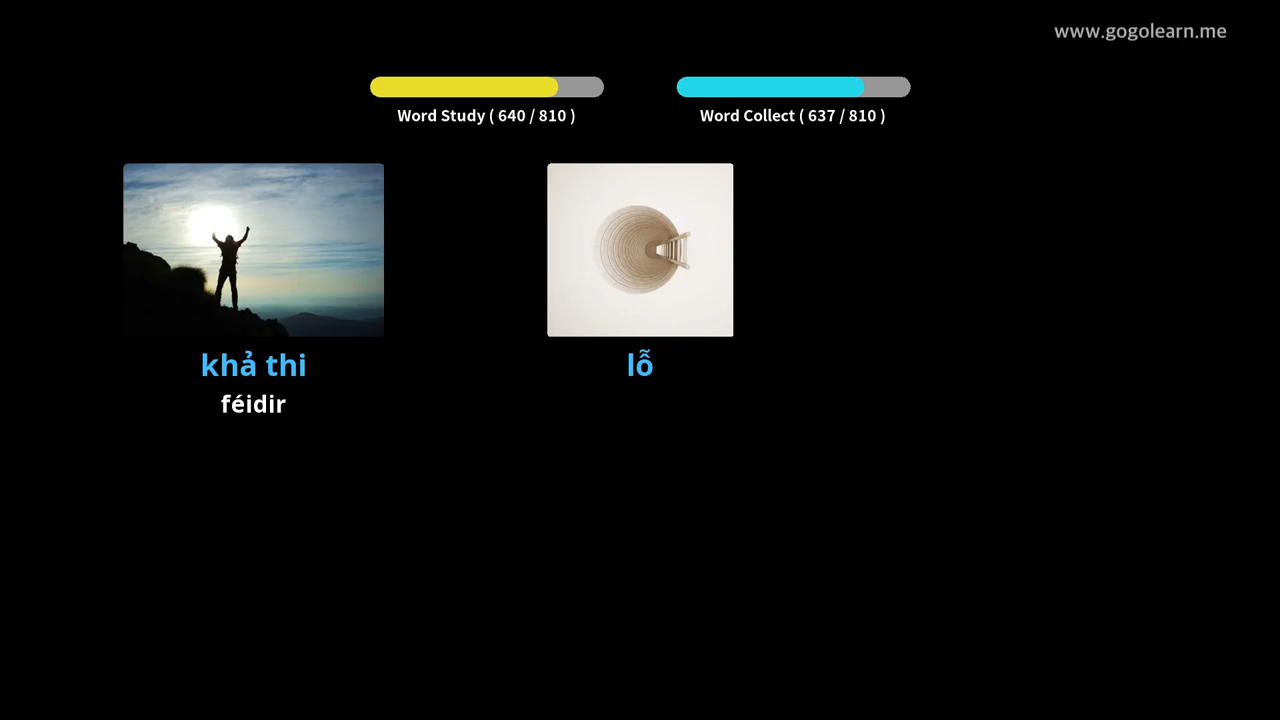 www.gogolearn.me
Word Study ( 640 / 810 )
Word Collect ( 637 / 810 )
khả thi
féidir
lỗ